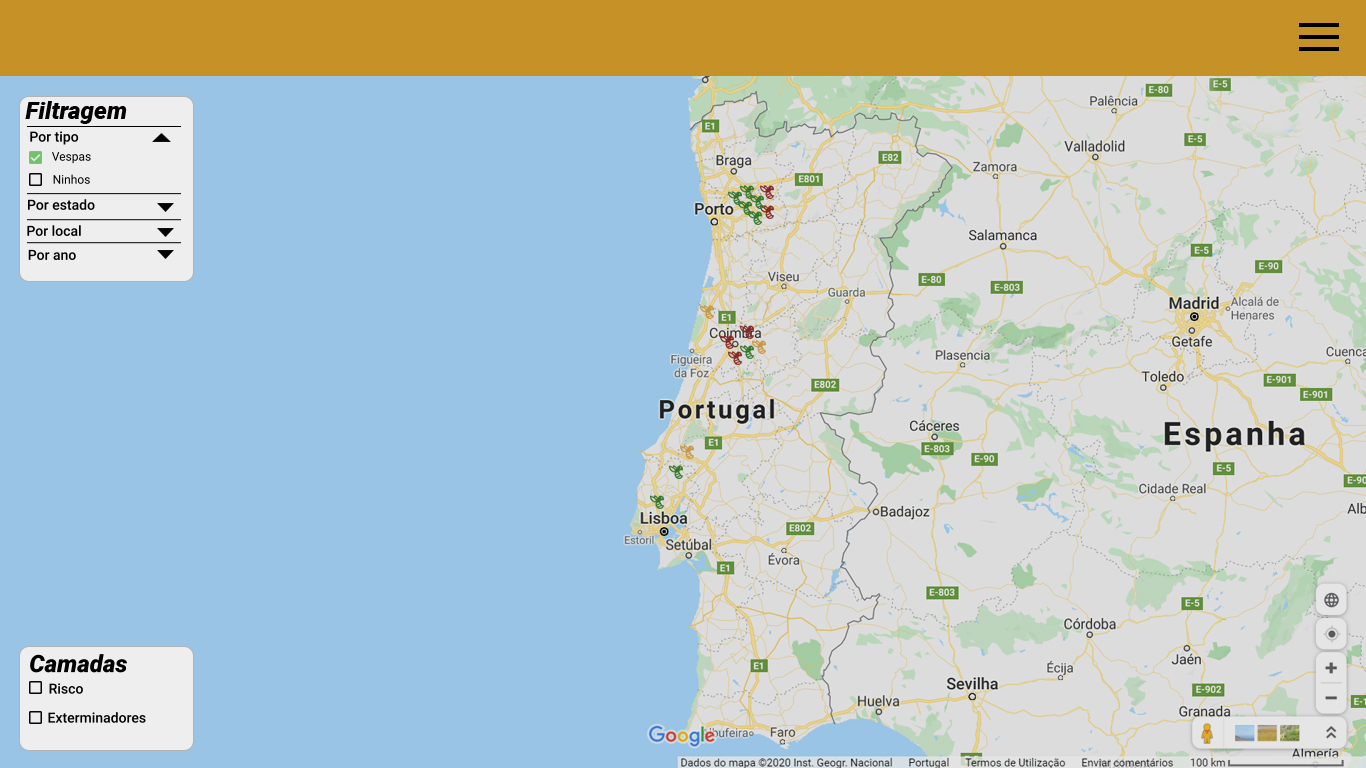 Filtragem
Por tipo
Vespas
Ninhos
Por estado
Por local
Por ano
Camadas
Risco
Exterminadores
E-5
E-80
Palência
E1
Valladolid
E-5
Braga
E82
Zamora
E801
Porto
Salamanca
E-5
E-90
Viseu
E-80
E-803
Guarda
Madrid
Alcalá de
Henares
E1
Coimbra
Getafe
Figueira
da Foz
Plasencia
Cuenca
Toledo
E802
E-901
E-901
Portugal
Cáceres
Espanha
E1
E-803
E-90
E-5
E-90
Cidade Real
Lisboa
Badajoz
Alb
Estoril
Setúbal
E802
Évora
E1
E-803
E-5
Córdoba
Jaén
E1
Écija
Sevilha
E-902
Huelva
Granada
E-1
Google
lbufeira
Faro
Almería
Dados do mapa ©2020 Inst. Geogr. Nacional
Portugal
Termos de Utilização
Enviar comentários
100 km